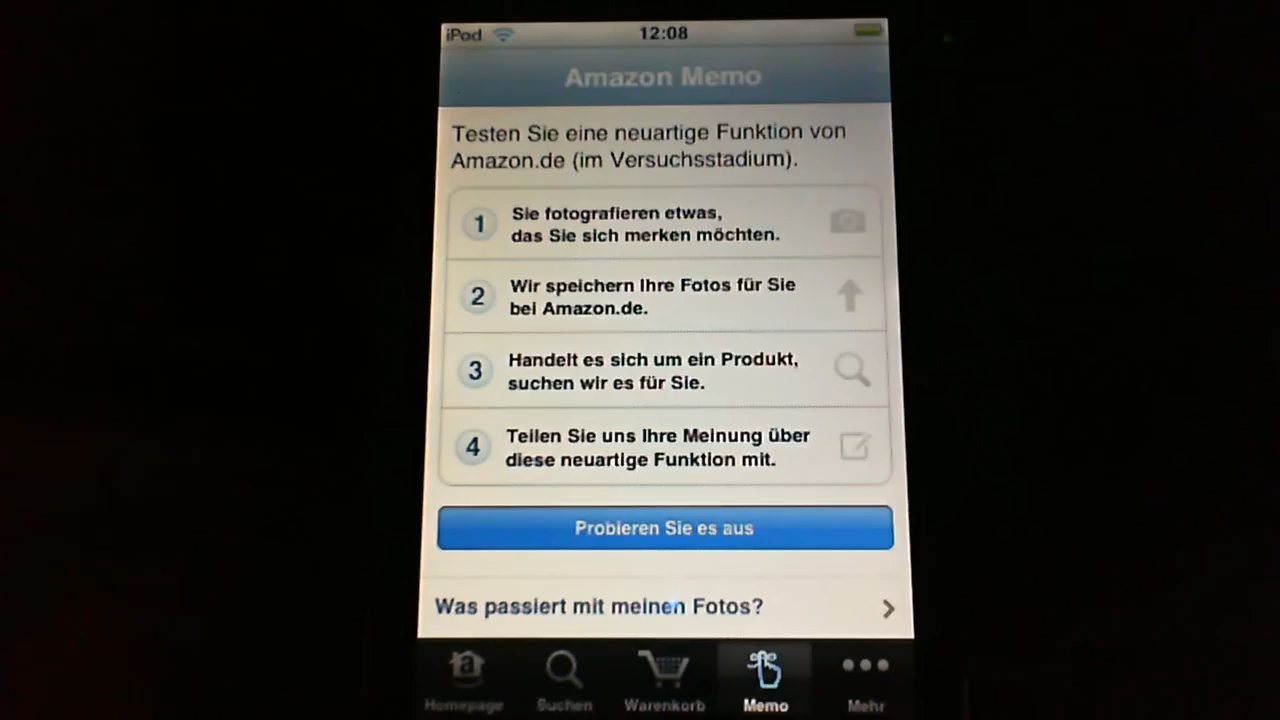 iPod 12:08
Amazon Memo
Testen Sie eine neuartige Funktion von
Amazon.de (im Versuchsstadium).
1 Sie fotografieren etwas,
das Sie sich merken möchten.
2 Wir speichern Ihre Fotos für Sie
bei Amazon.de.
3 Handelt es sich um ein Produkt,
suchen wir es für Sie.
4 Teilen Sie uns Ihre Meinung über
diese neuartige Funktion mit.
Probieren Sie es aus
Was passiert mit meinen Fotos?
a
Homepage Suchen Warenkorb Memo Mehr